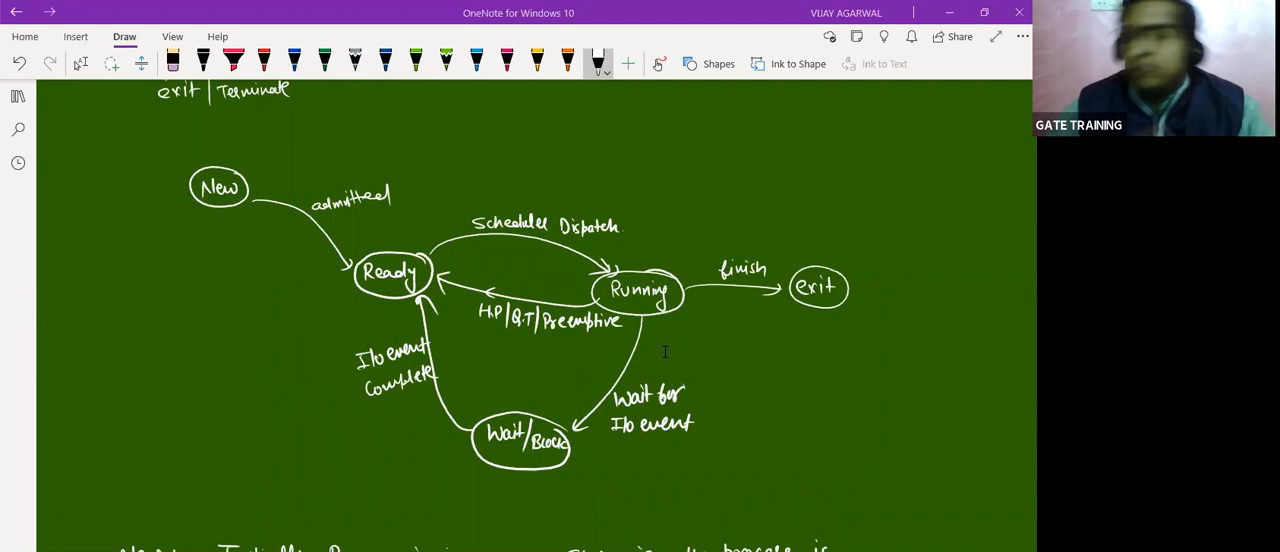 OneNote for Windows 10
VIJAY AGARWAL
Home
Insert
Draw
View
Help
Share
Shapes
Ink to Shape
Ink to Text
GATE TRAINING
exit | Terminate
New
admitted
Scheduler Dispatch.
Ready
Running
finish
exit
H.P | Q.T | Preemptive
I/o event
Complete
Wait for
I/o event
Wait/Block
process is